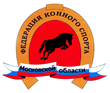 ФЕДЕРАЦИЯ КОННОГО СПОРТА
Московской области